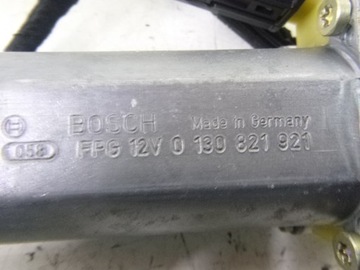 BOSCH Made in Germany
058 FPG 12V 0 130 821 921